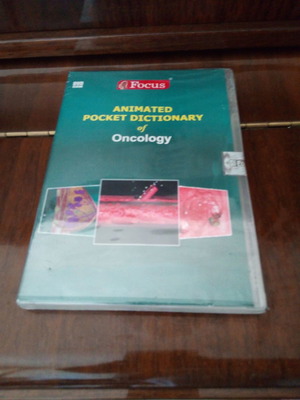 Focus
ANIMATED
POCKET DICTIONARY
of
Oncology